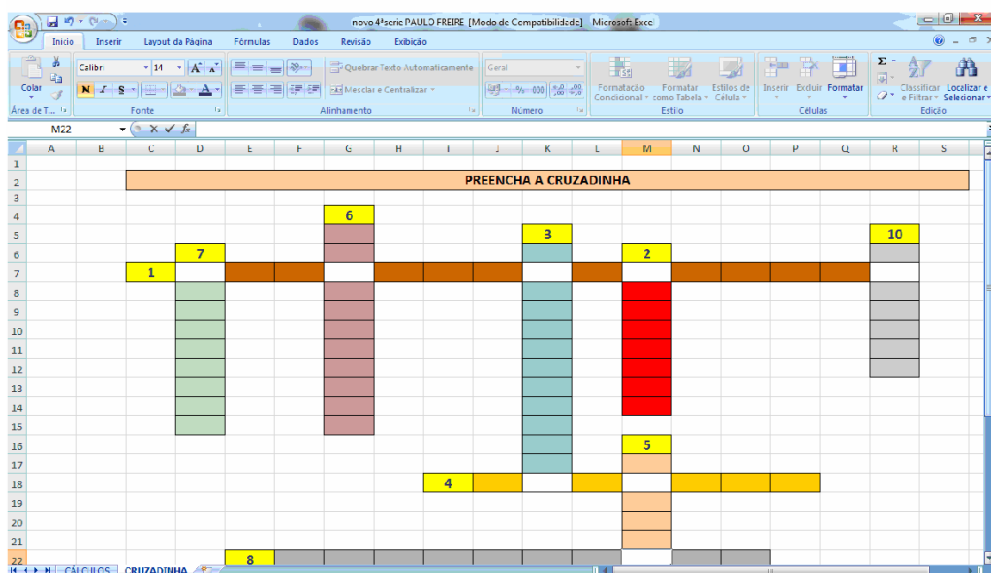 novo 4ªserie PAULO FREIRE [Modo de Compatibilidade] - Microsoft Excel
Início Inserir Layout da Página Fórmulas Dados Revisão Exibição
Colar
Calibri 14 A A
Quebrar Texto Automaticamente
Geral
N I S A
Mesclar e Centralizar
% 000
Formatação Condicional
Formatar como Tabela
Estilos de Célula
Inserir Excluir Formatar
Σ
Classificar e Filtrar
Localizar e Selecionar
Área de T... Fonte Alinhamento Número Estilo Células Edição
M22 fx
A B C D E F G H I J K L M N O P Q R S
1
2 PREENCHA A CRUZADINHA
3
4 6
5 3 10
6 7 2
7 1
8
9
10
11
12
13
14
15
16 5
17
18 4
19
20
21
22 8
CÁLCULOS CRUZADINHA